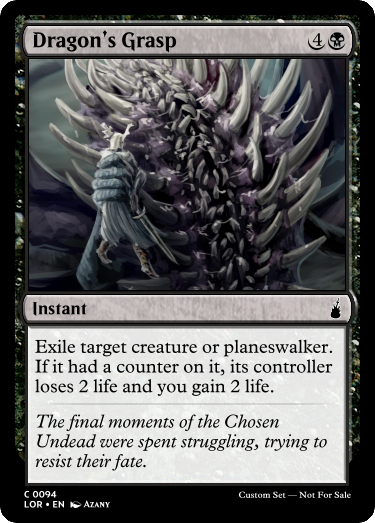 Dragon's Grasp 4
Instant
Exile target creature or planeswalker.
If it had a counter on it, its controller
loses 2 life and you gain 2 life.
The final moments of the Chosen
Undead were spent struggling, trying to
resist their fate.
C 0094
LOR • EN AZANY
Custom Set — Not For Sale